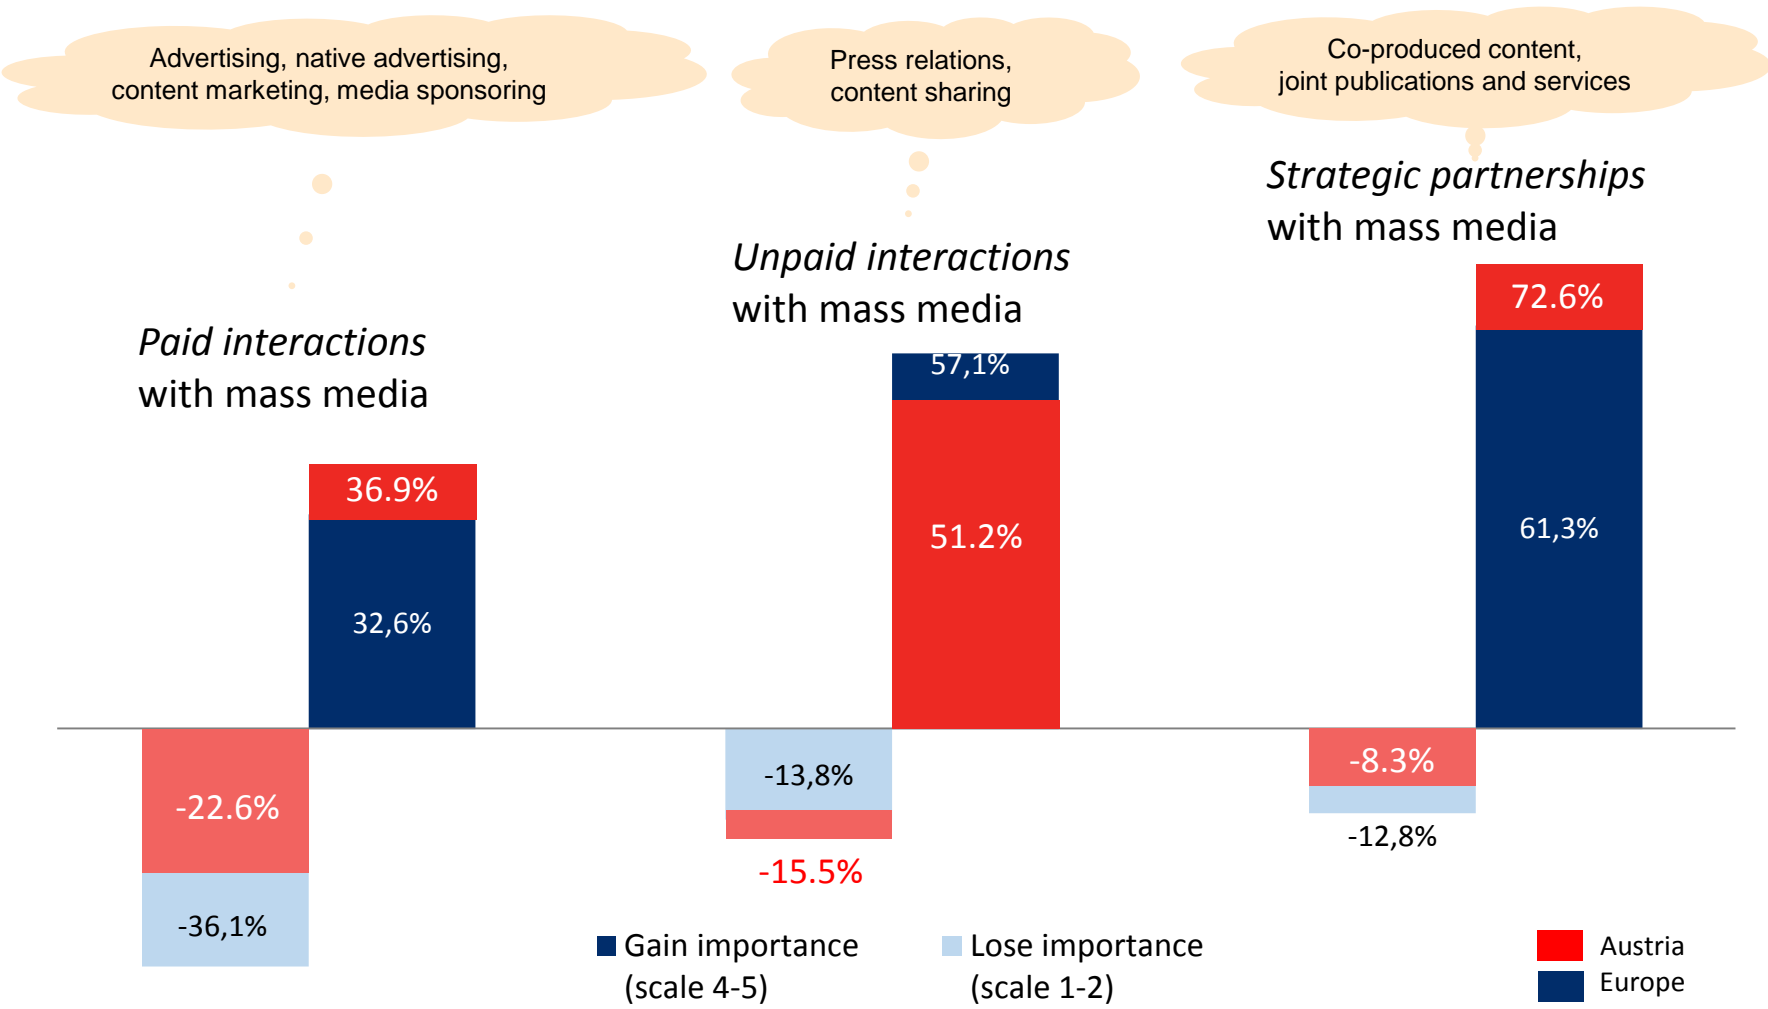 Advertising, native advertising,
content marketing, media sponsoring
Press relations,
content sharing
Co-produced content,
joint publications and services
Paid interactions
with mass media
Unpaid interactions
with mass media
Strategic partnerships
with mass media
36.9%
32,6%
-22.6%
-36,1%
57,1%
51.2%
-13,8%
-15.5%
72.6%
61,3%
-8.3%
-12,8%
Gain importance
(scale 4-5)
Lose importance
(scale 1-2)
Austria
Europe